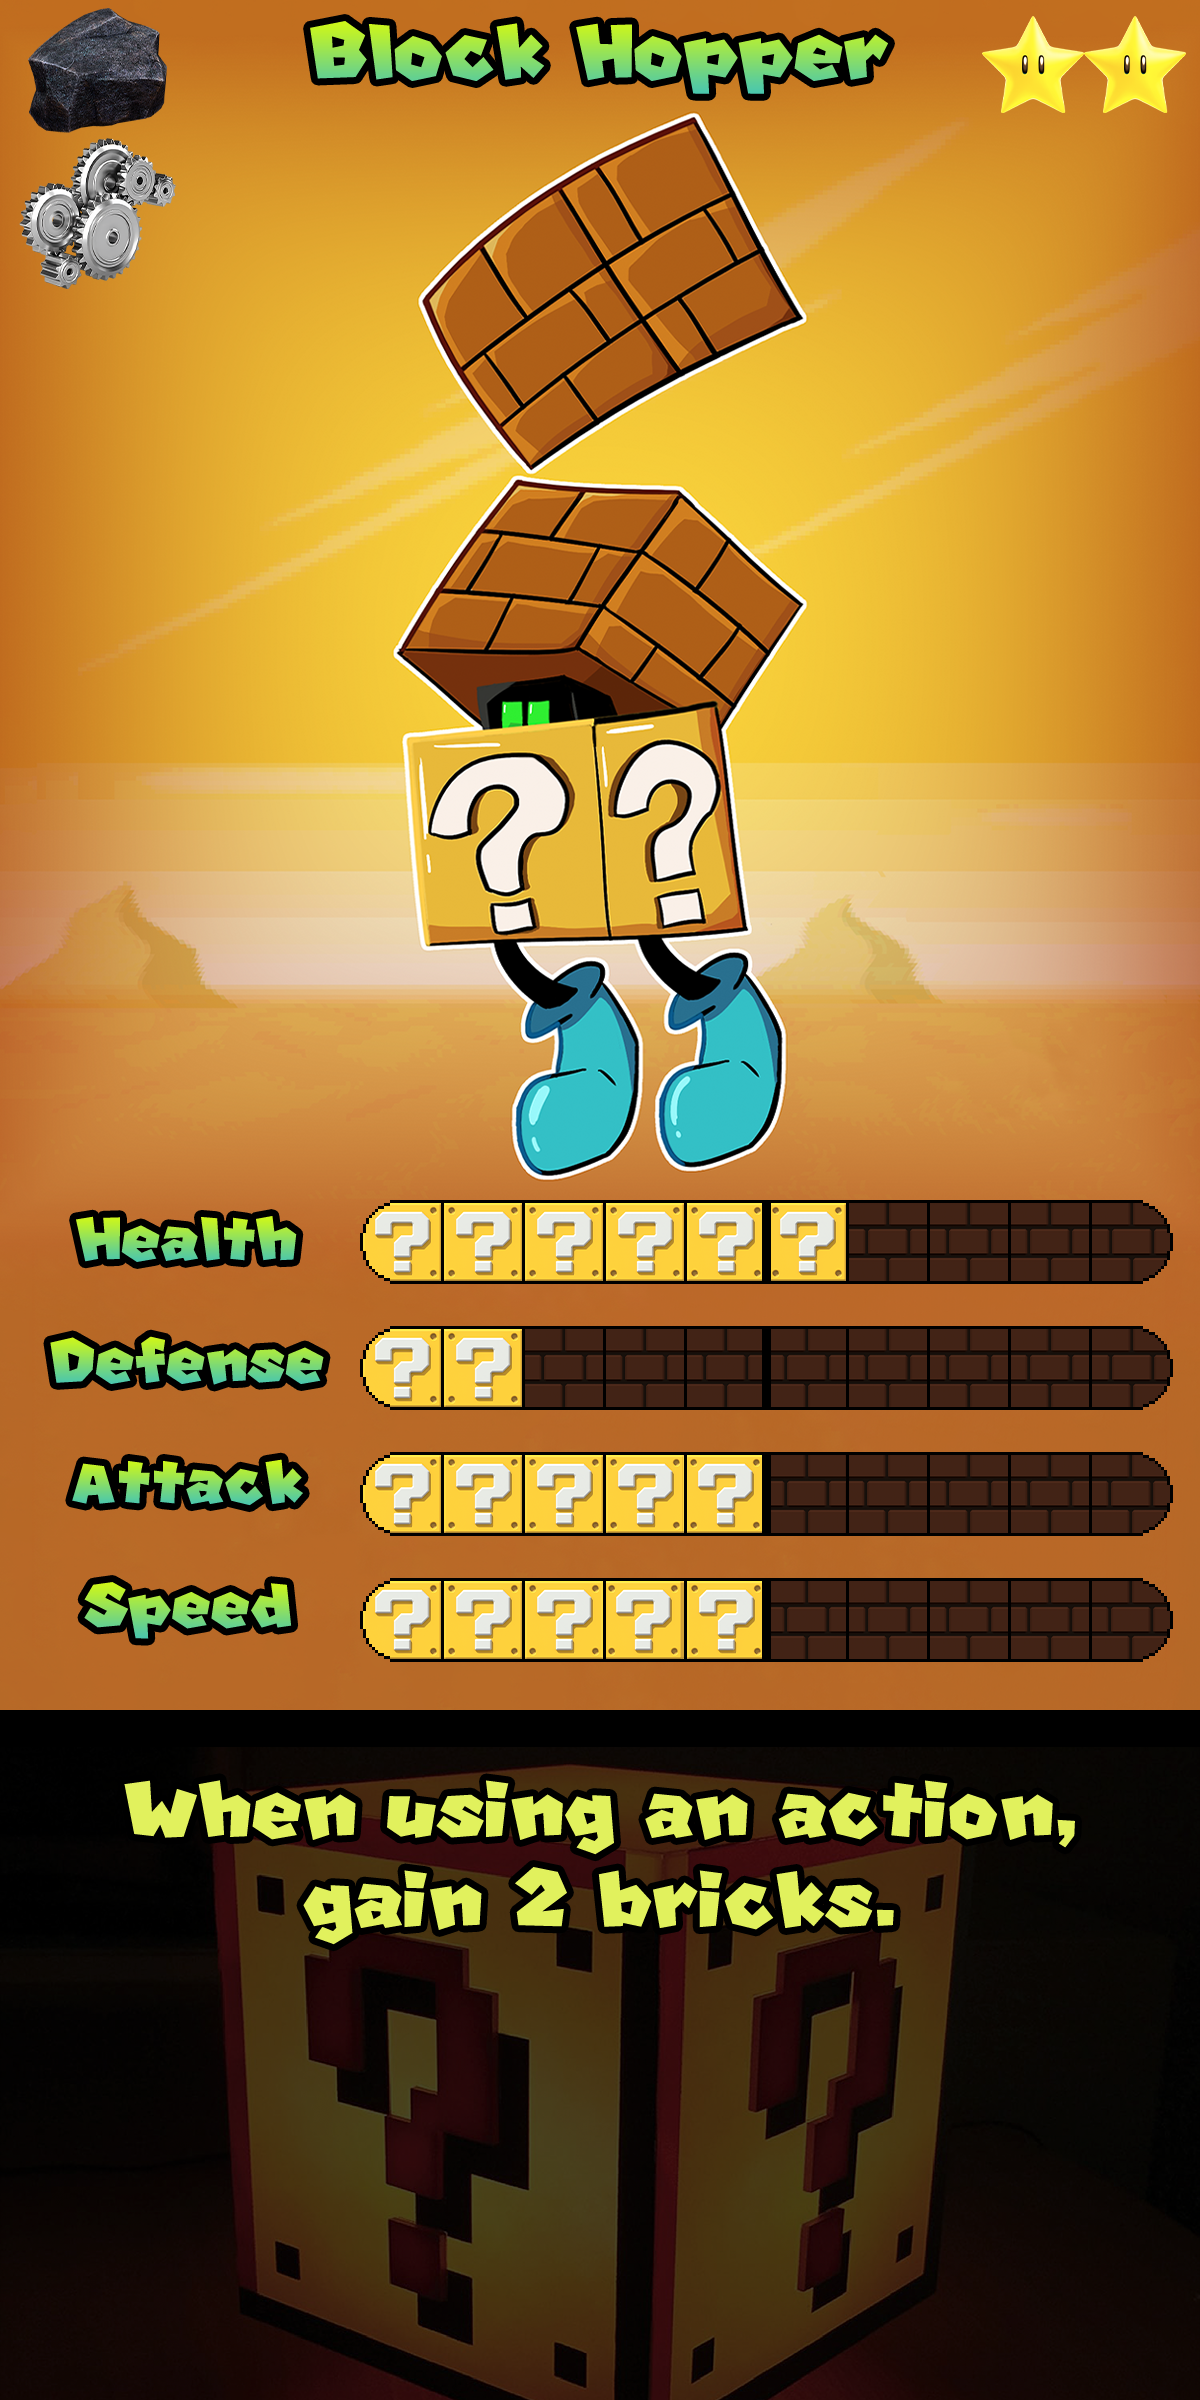 Block Hopper
? ?
Health
Defense
Attack
Speed
When using an action,
gain 2 bricks.